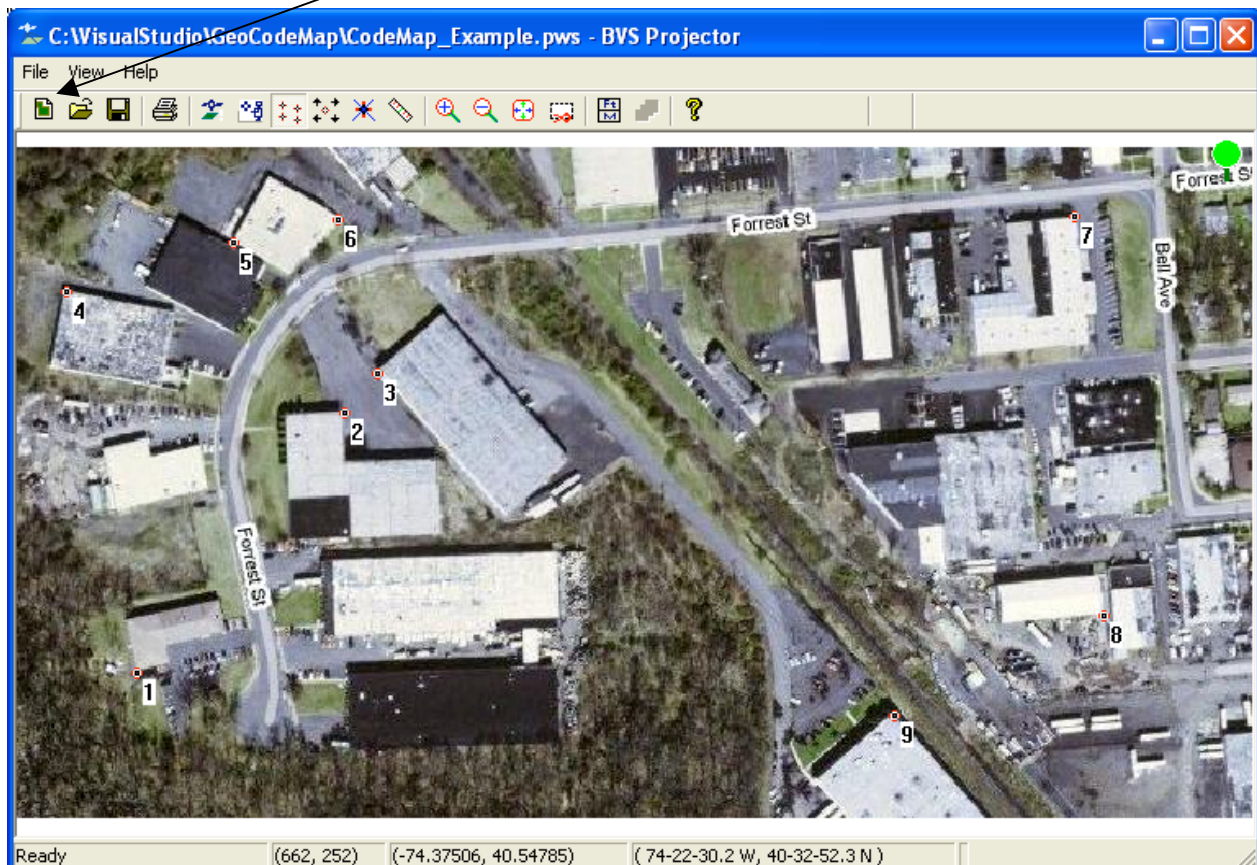 C:\VisualStudio\GeoCodeMap\CodeMap_Example.pws - BVS Projector
File View Help
Ft
M
Forrest St
Forrest St
Bell Ave
6
7
5
4
3
2
Forrest St
8
1
9
Ready (662, 252) (-74.37506, 40.54785) ( 74-22-30.2 W, 40-32-52.3 N )